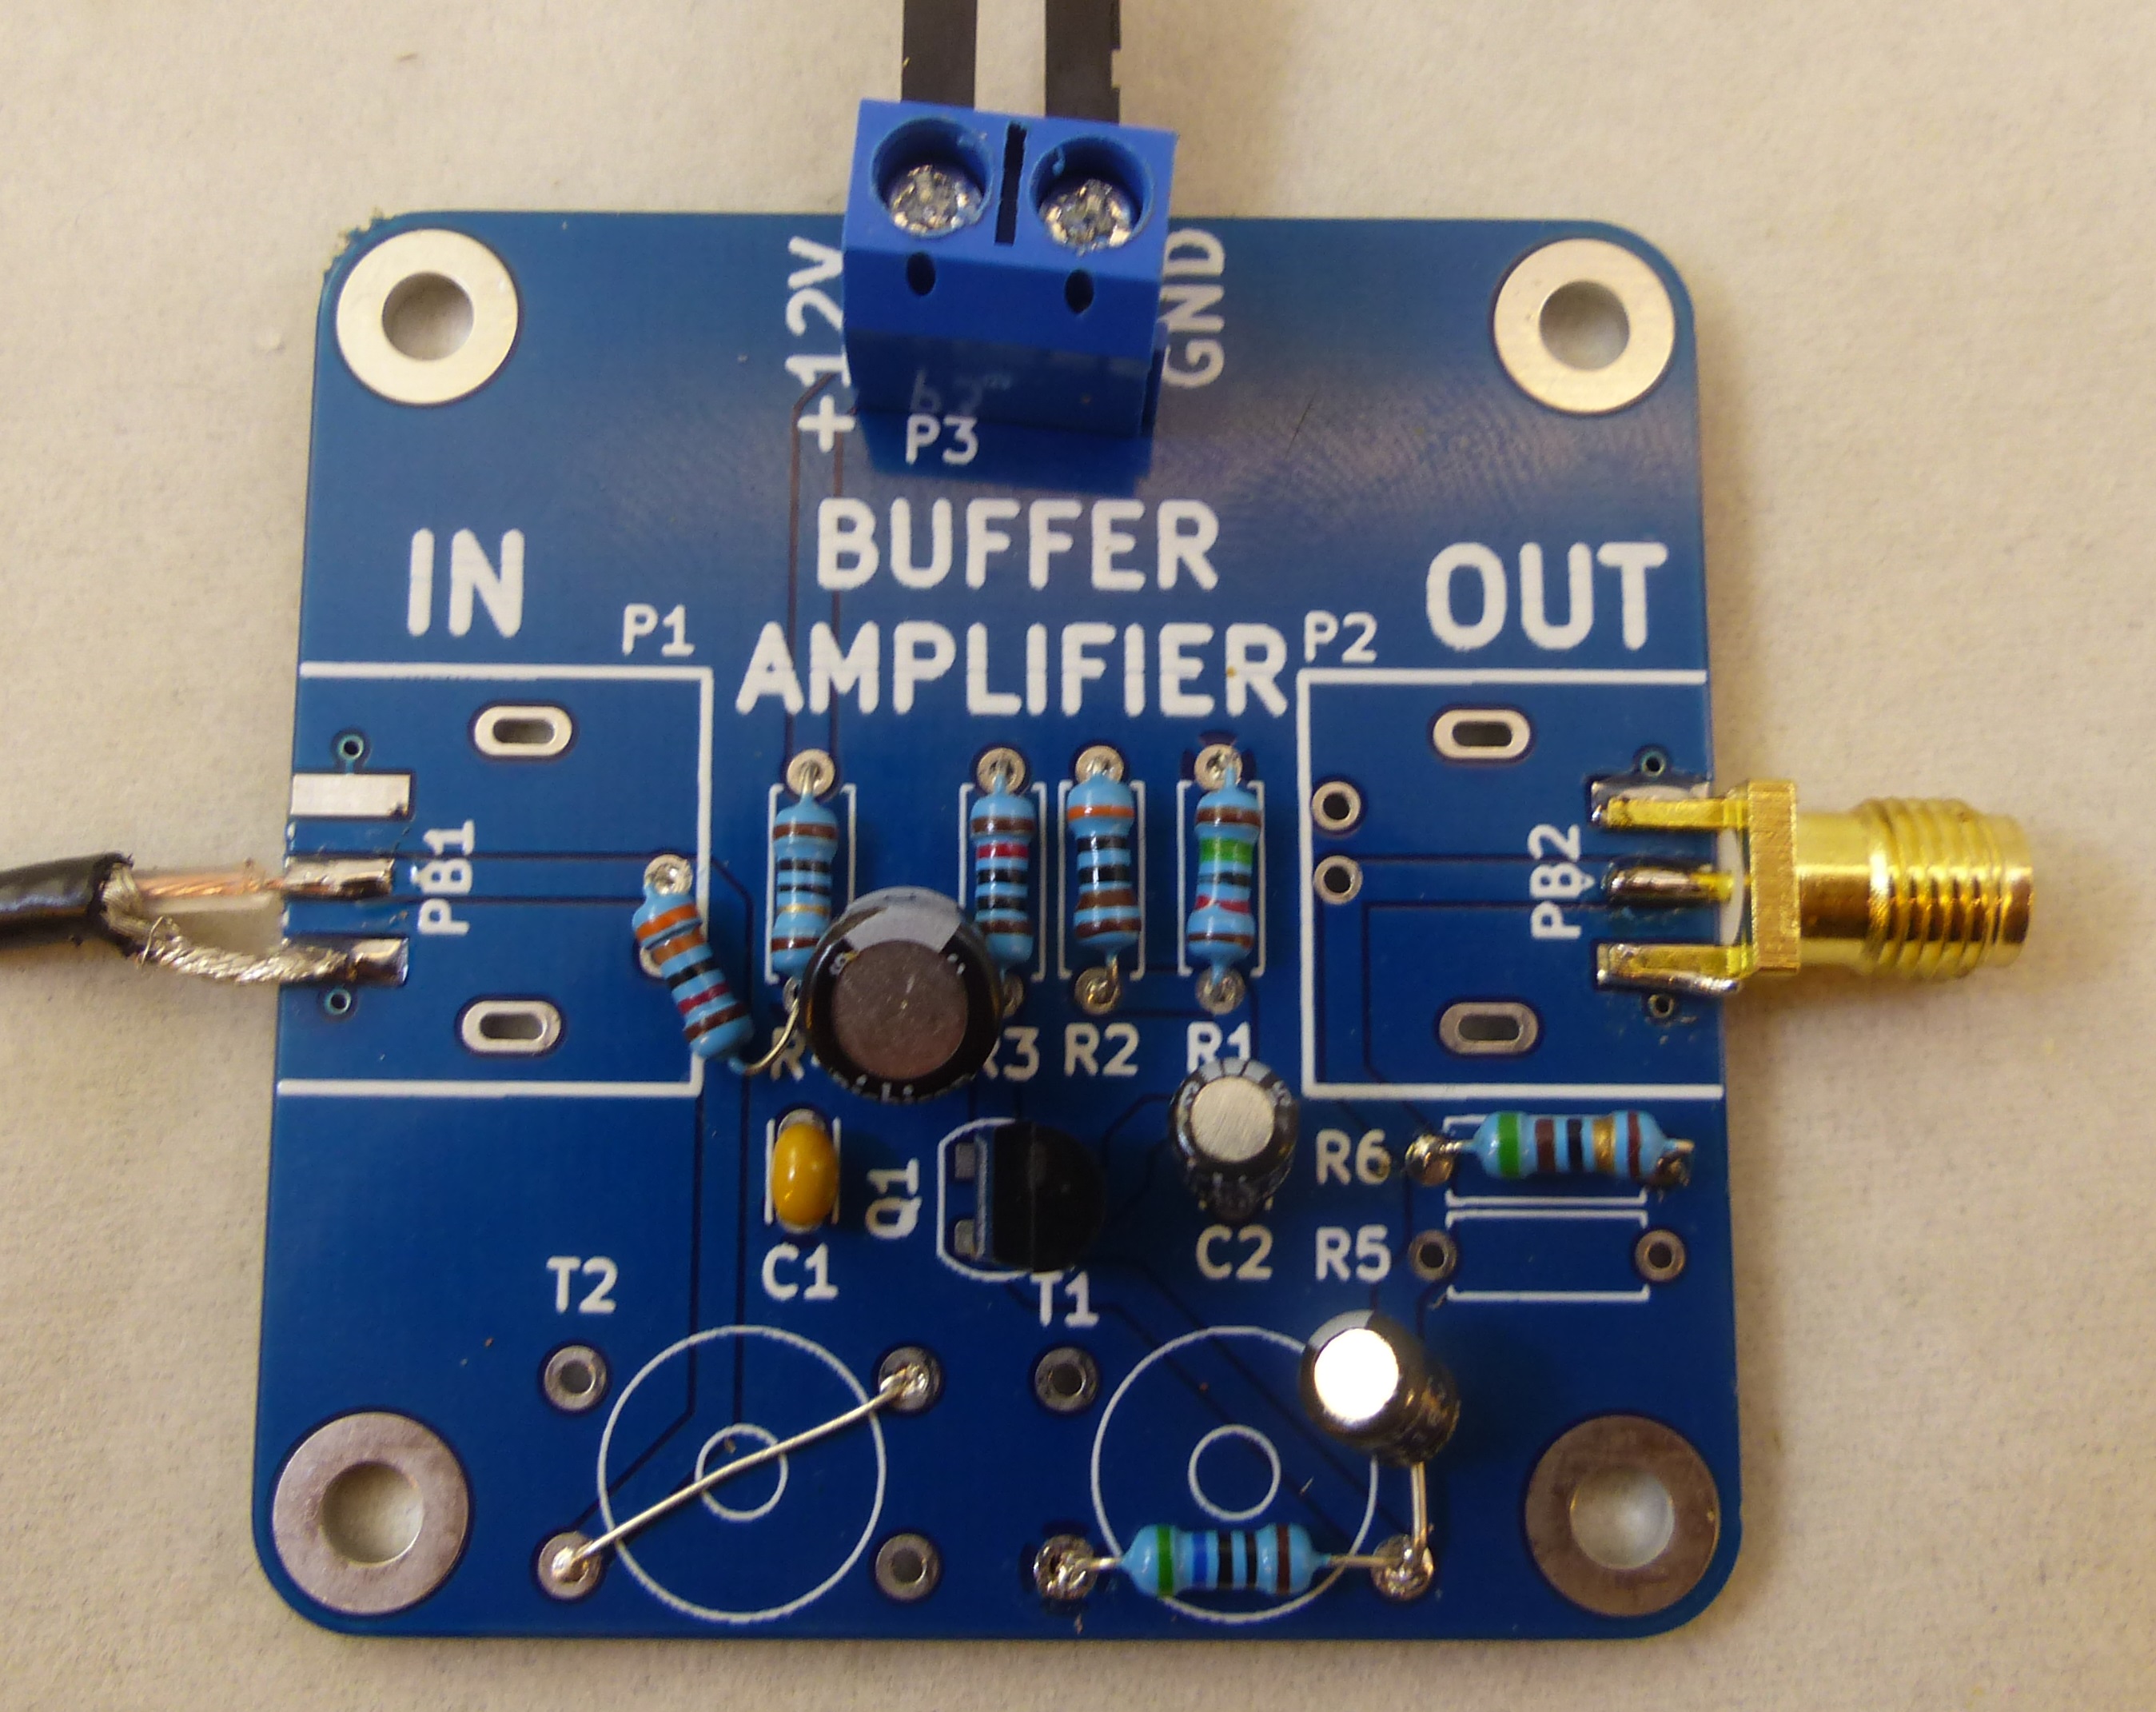 +12V
GND
P3
BUFFER
AMPLIFIER
IN
OUT
P1
P2
PB1
PB2
R3
R2
R1
R6
R5
C1
Q1
C2
T2
T1